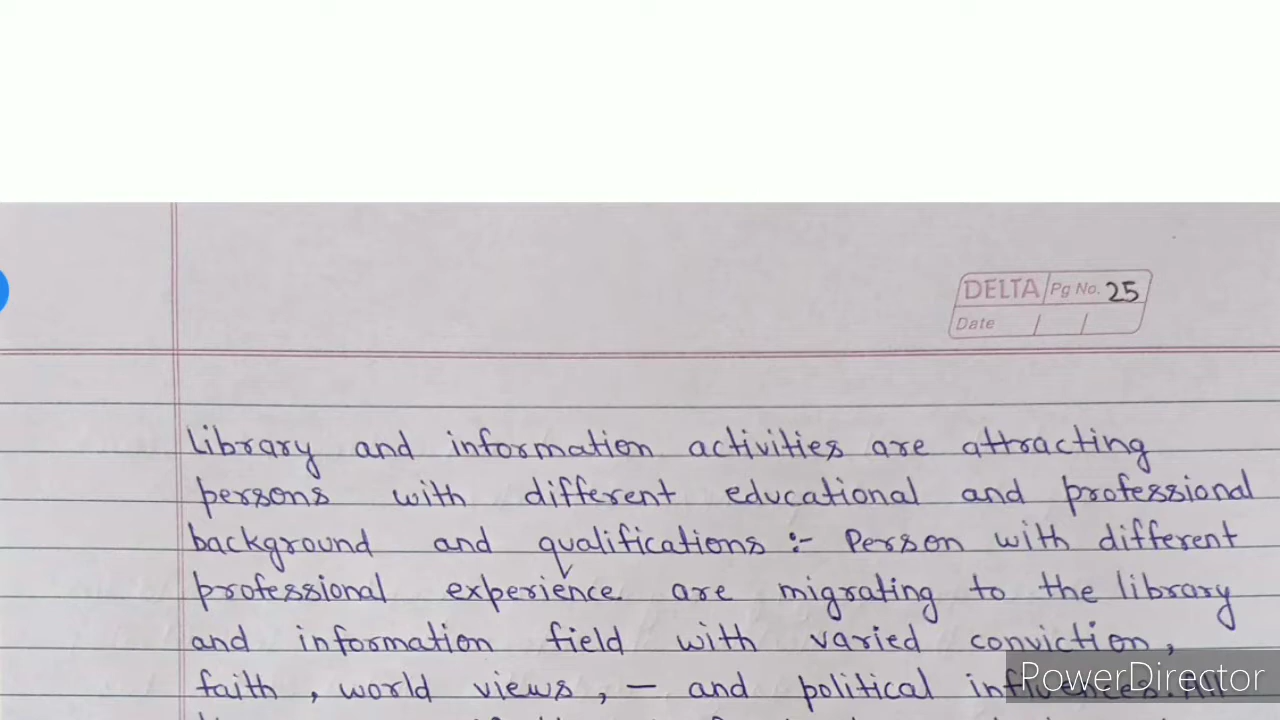 DELTA Pg No. 25
Date
Library and information activities are attracting
persons with different educational and professional
background and qualifications :- Person with different
professional experience are migrating to the library
and information field with varied conviction,
faith, world views, — and political influences. All
PowerDirector